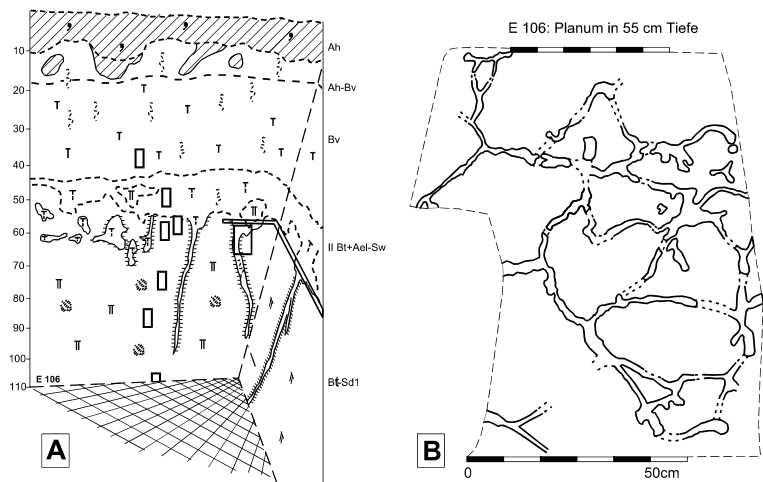 E 106: Planum in 55 cm Tiefe
10
Ah
20
Ah-Bv
30
Bv
40
50
60
II Bt+Ael-Sw
70
80
90
100
110
E 106
Bt-Sd1
A
B
0
50cm